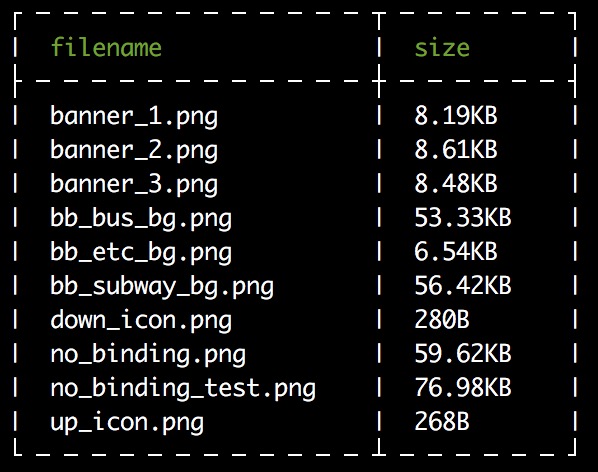 filename size
banner_1.png 8.19KB
banner_2.png 8.61KB
banner_3.png 8.48KB
bb_bus_bg.png 53.33KB
bb_etc_bg.png 6.54KB
bb_subway_bg.png 56.42KB
down_icon.png 280B
no_binding.png 59.62KB
no_binding_test.png 76.98KB
up_icon.png 268B